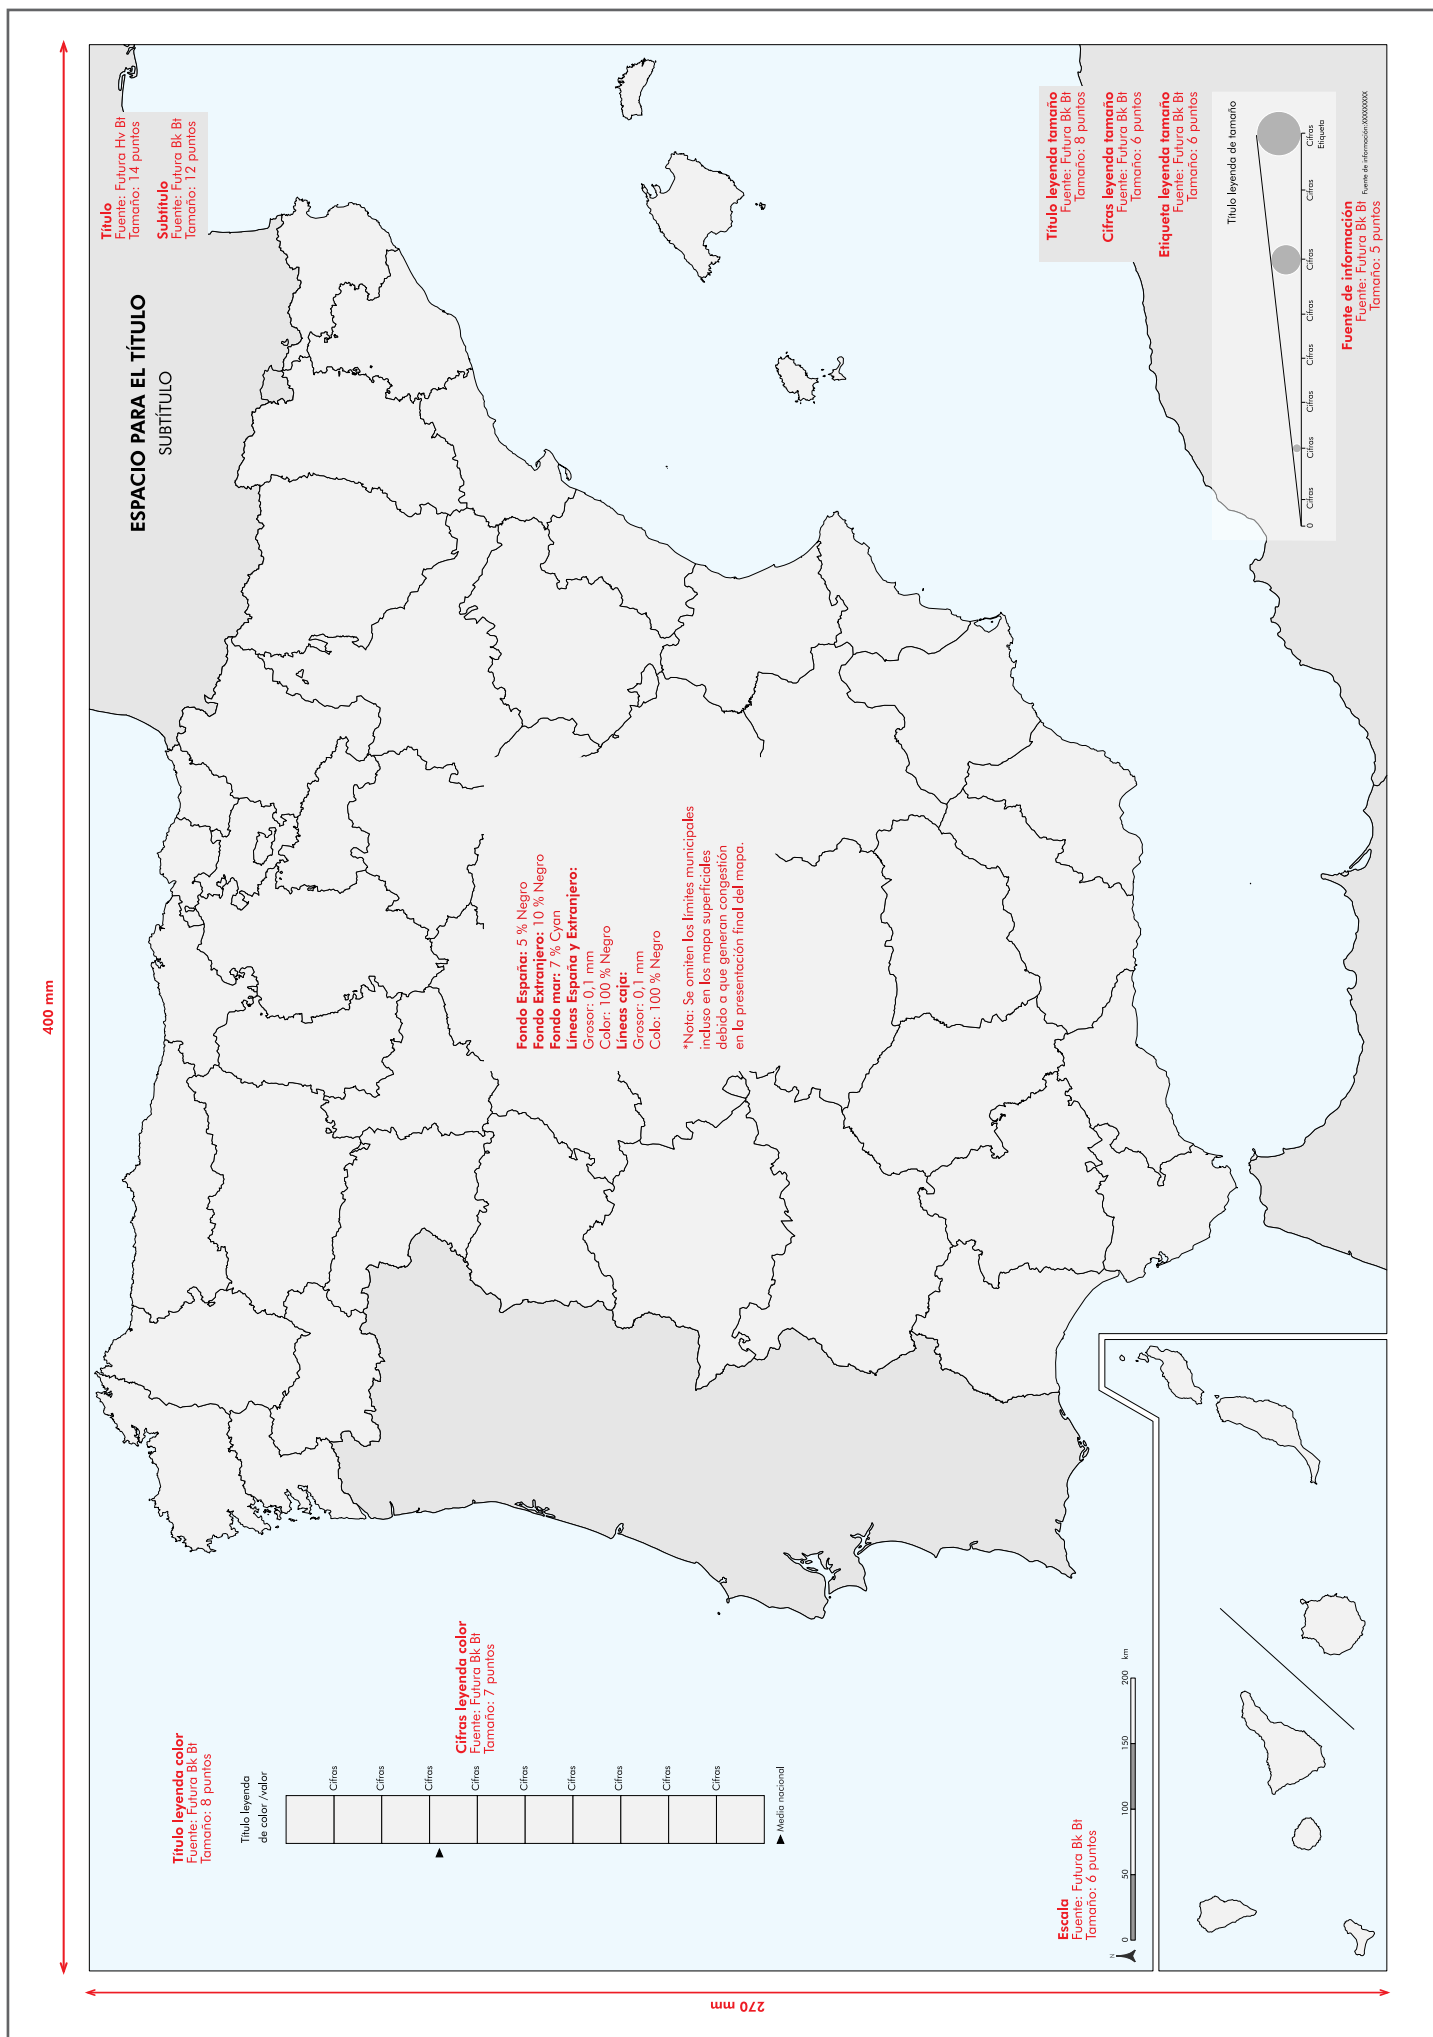 400 mm
270 mm
Título
Fuente: Futura Hv Bt
Tamaño: 14 puntos
Subtítulo
Fuente: Futura Bk Bt
Tamaño: 12 puntos
ESPACIO PARA EL TÍTULO
SUBTÍTULO
Título leyenda color
Fuente: Futura Bk Bt
Tamaño: 8 puntos
Título leyenda
de color /valor
Cifras
Cifras
Cifras
Cifras
Cifras
Cifras
Cifras
Cifras
Cifras
Media nacional
Cifras leyenda color
Fuente: Futura Bk Bt
Tamaño: 7 puntos
Fondo España: 5 % Negro
Fondo Extranjero: 10 % Negro
Fondo mar: 7 % Cyan
Líneas España y Extranjero:
Grosor: 0,1 mm
Color: 100 % Negro
Líneas caja:
Grosor: 0,1 mm
Colo: 100 % Negro
*Nota: Se omiten los límites municipales
incluso en los mapa superficiales
debido a que generan congestión
en la presentación final del mapa.
Título leyenda tamaño
Fuente: Futura Bk Bt
Tamaño: 8 puntos
Cifras leyenda tamaño
Fuente: Futura Bk Bt
Tamaño: 6 puntos
Etiqueta leyenda tamaño
Fuente: Futura Bk Bt
Tamaño: 6 puntos
Título leyenda de tamaño
0 Cifras Cifras Cifras Cifras Cifras Cifras Cifras Cifras
Etiqueta
Fuente de información:XXXXXXXXX
Fuente de información
Fuente: Futura Bk Bt
Tamaño: 5 puntos
Escala
Fuente: Futura Bk Bt
Tamaño: 6 puntos
N
0 50 100 150 200 km